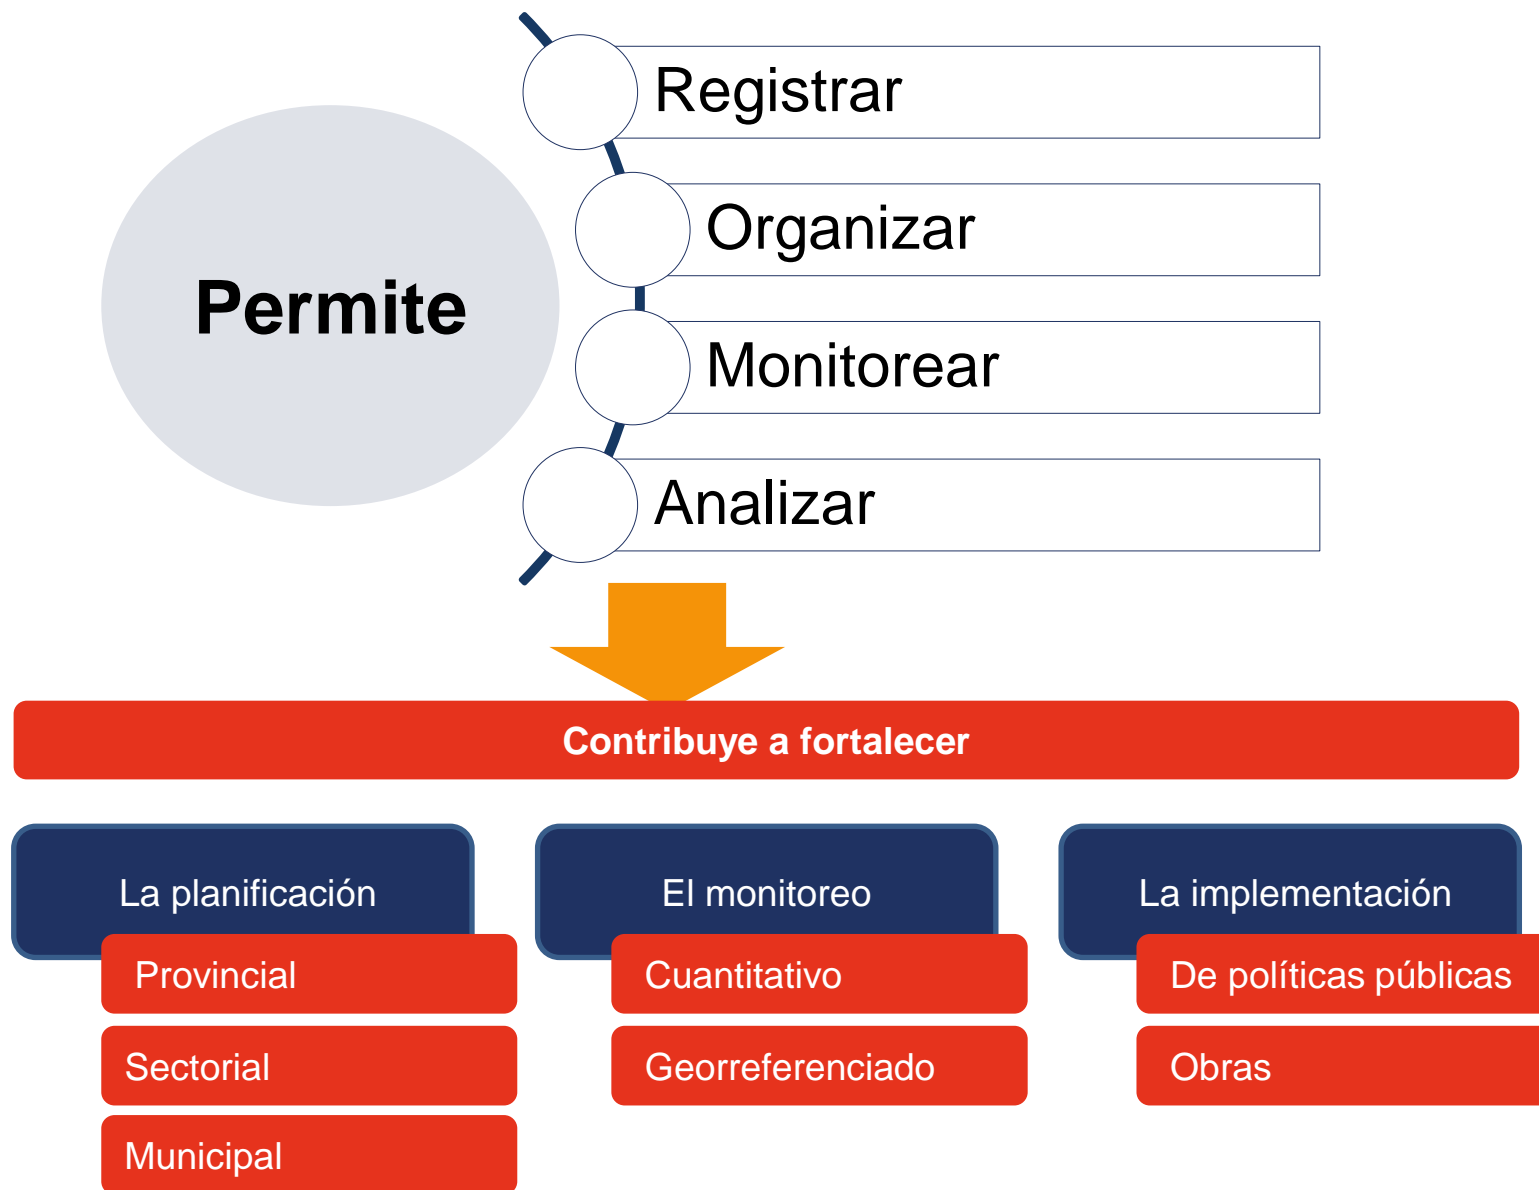 Permite
Registrar
Organizar
Monitorear
Analizar
Contribuye a fortalecer
La planificación
Provincial
Sectorial
Municipal
El monitoreo
Cuantitativo
Georreferenciado
La implementación
De políticas públicas
Obras